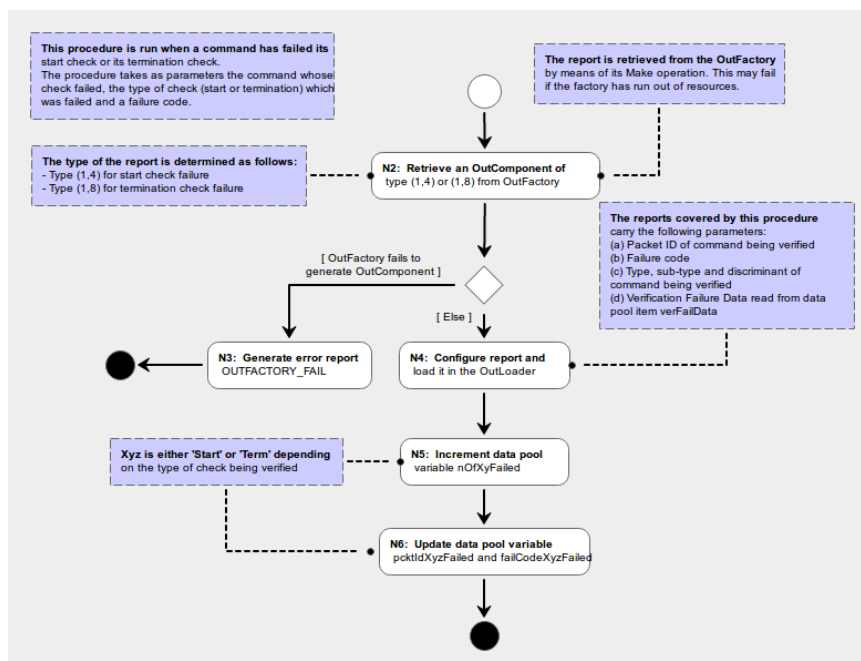 This procedure is run when a command has failed its
start check or its termination check.
The procedure takes as parameters the command whose
check failed, the type of check (start or termination) which
was failed and a failure code.
The report is retrieved from the OutFactory
by means of its Make operation. This may fail
if the factory has run out of resources.
The type of the report is determined as follows:
- Type (1,4) for start check failure
- Type (1,8) for termination check failure
N2: Retrieve an OutComponent of
type (1,4) or (1,8) from OutFactory
The reports covered by this procedure
carry the following parameters:
(a) Packet ID of command being verified
(b) Failure code
(c) Type, sub-type and discriminant of
command being verified
(d) Verification Failure Data read from data
pool item verFailData
[ OutFactory fails to
generate OutComponent ]
[ Else ]
N3: Generate error report
OUTFACTORY_FAIL
N4: Configure report and
load it in the OutLoader
Xyz is either 'Start' or 'Term' depending
on the type of check being verified
N5: Increment data pool
variable nOfXyFailed
N6: Update data pool variable
pcktIdXyzFailed and failCodeXyzFailed